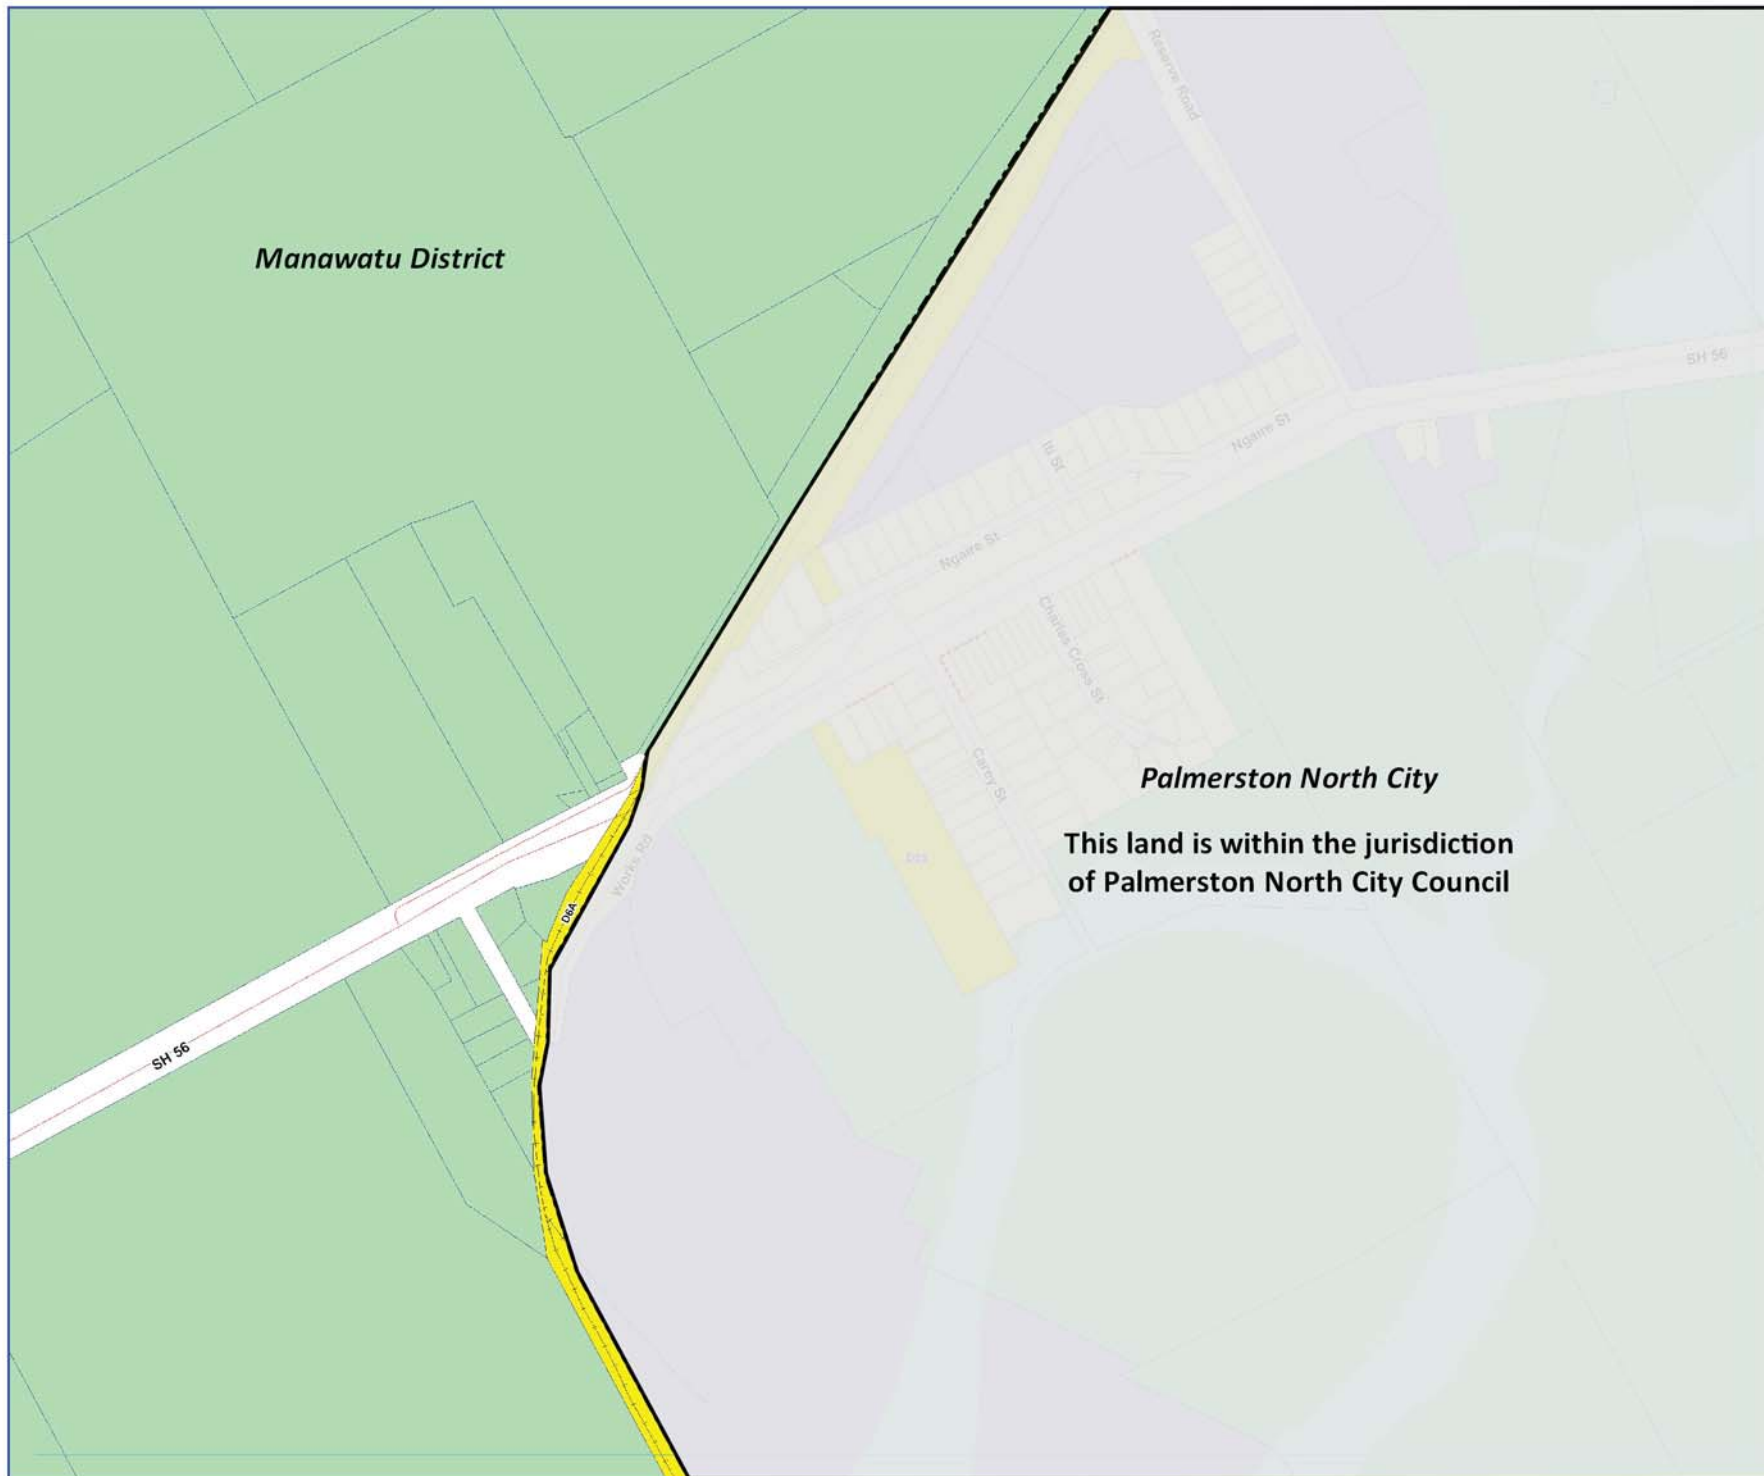 Reserve Road
Manawatu District
SH 56
Iti St
Ngaire St
Ngaire St
Charles Cross St
Carey St
Palmerston North City
This land is within the jurisdiction
of Palmerston North City Council
Works Rd
D6A
SH 56